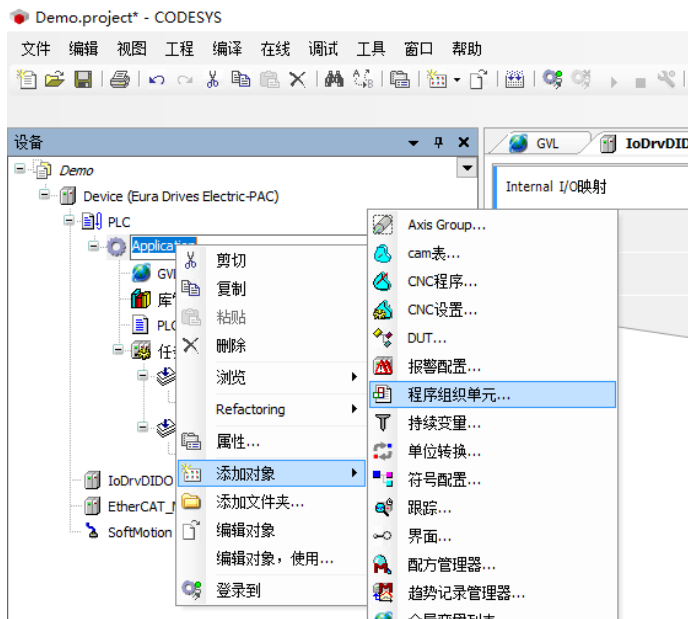 Demo.project* - CODESYS
文件 编辑 视图 工程 编译 在线 调试 工具 窗口 帮助
设备
GVL
IoDrvDID
Demo
Internal I/O映射
Device (Eura Drives Electric-PAC)
PLC
Application
GV
库
PLC
任
IoDrvDIDO
EtherCAT_
SoftMotion
剪切
复制
粘贴
删除
浏览
Refactoring
属性...
添加对象
添加文件夹...
编辑对象
编辑对象，使用...
登录到
Axis Group...
cam表...
CNC程序...
CNC设置...
DUT...
报警配置...
程序组织单元...
持续变量...
单位转换...
符号配置...
跟踪...
界面...
配方管理器...
趋势记录管理器...